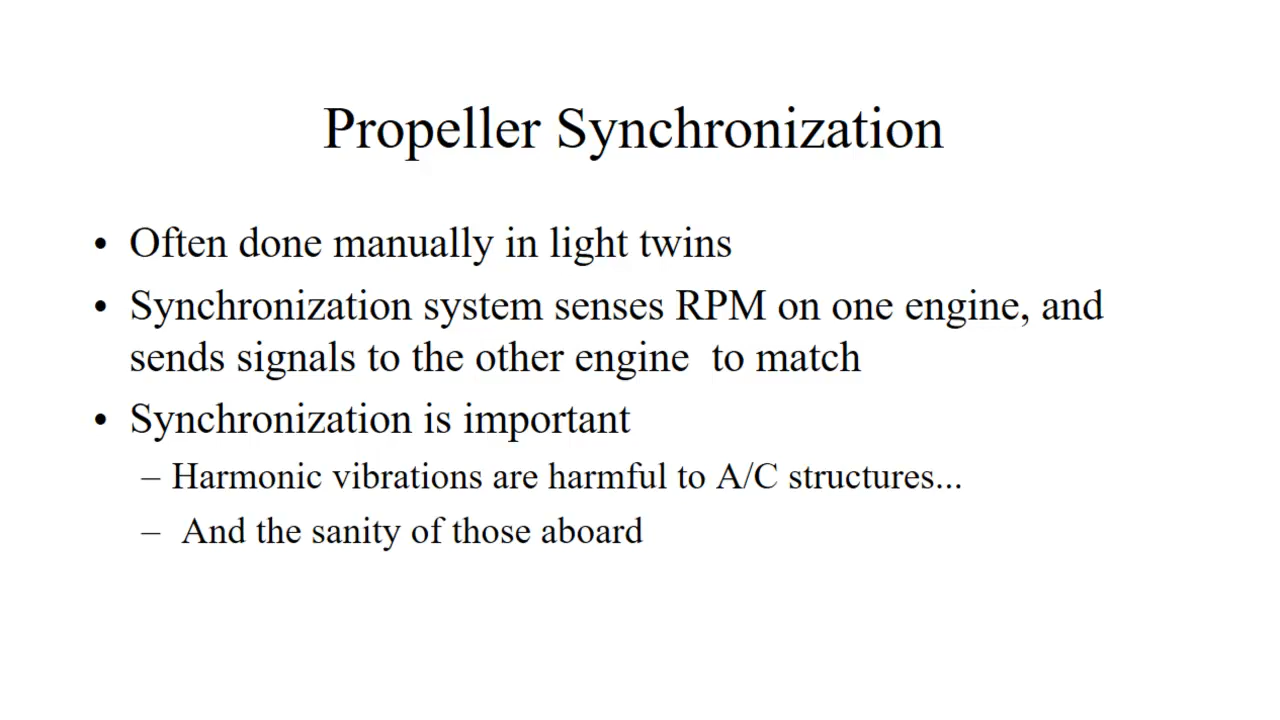 Propeller Synchronization
• Often done manually in light twins
• Synchronization system senses RPM on one engine, and
sends signals to the other engine  to match
• Synchronization is important
– Harmonic vibrations are harmful to A/C structures...
–  And the sanity of those aboard